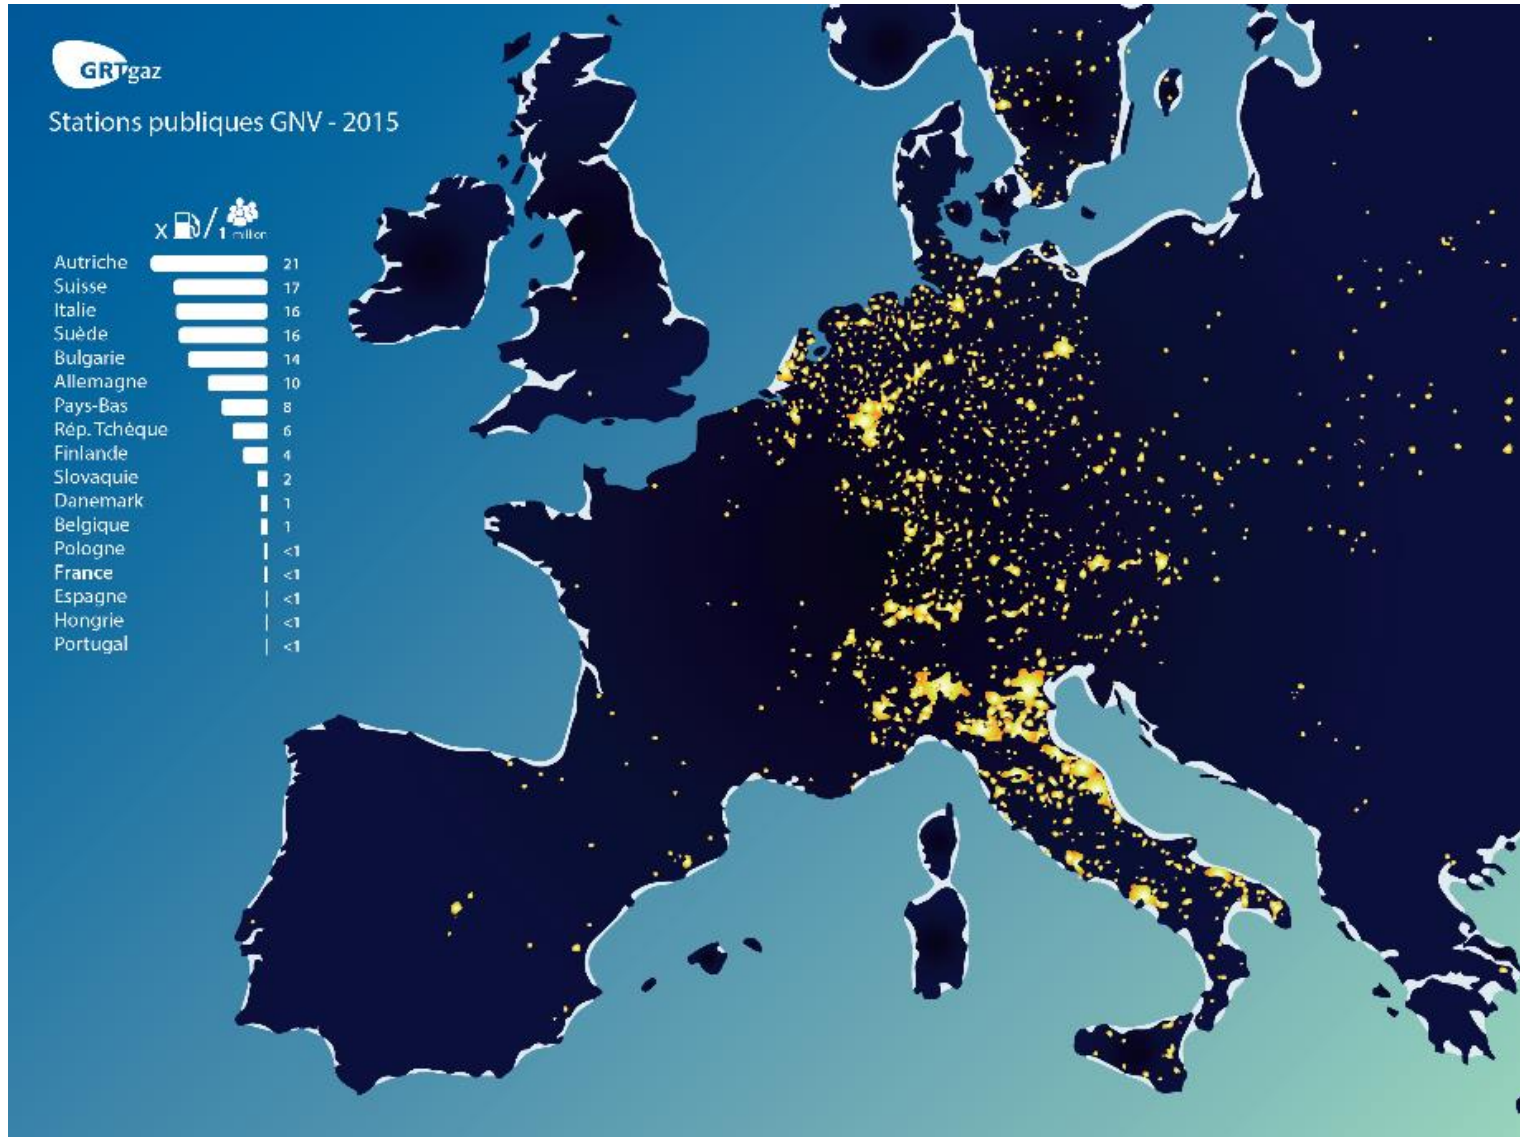 GRTgaz
Stations publiques GNV - 2015
x / 1 million
Autriche 21
Suisse 17
Italie 16
Suède 16
Bulgarie 14
Allemagne 10
Pays-Bas 8
Rép. Tchèque 6
Finlande 4
Slovaquie 2
Danemark 1
Belgique 1
Pologne <1
France <1
Espagne <1
Hongrie <1
Portugal <1